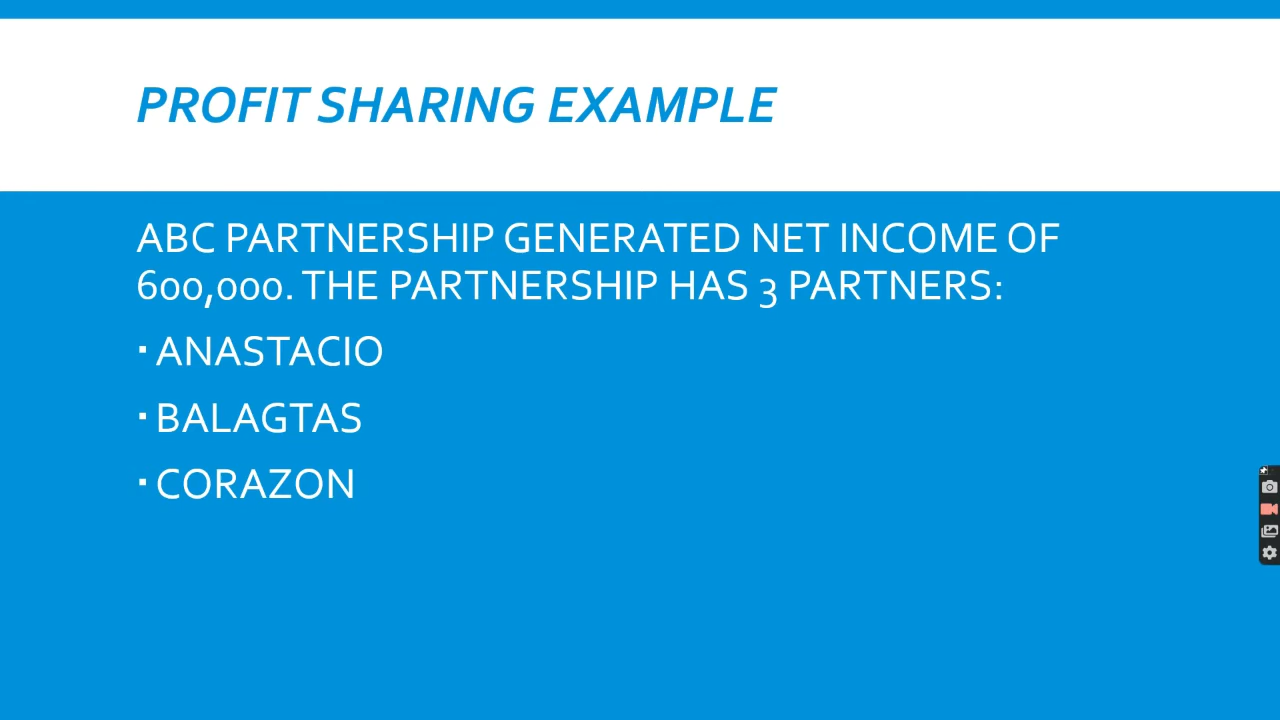 PROFIT SHARING EXAMPLE
ABC PARTNERSHIP GENERATED NET INCOME OF
600,000. THE PARTNERSHIP HAS 3 PARTNERS:
▪ ANASTACIO
▪ BALAGTAS
▪ CORAZON